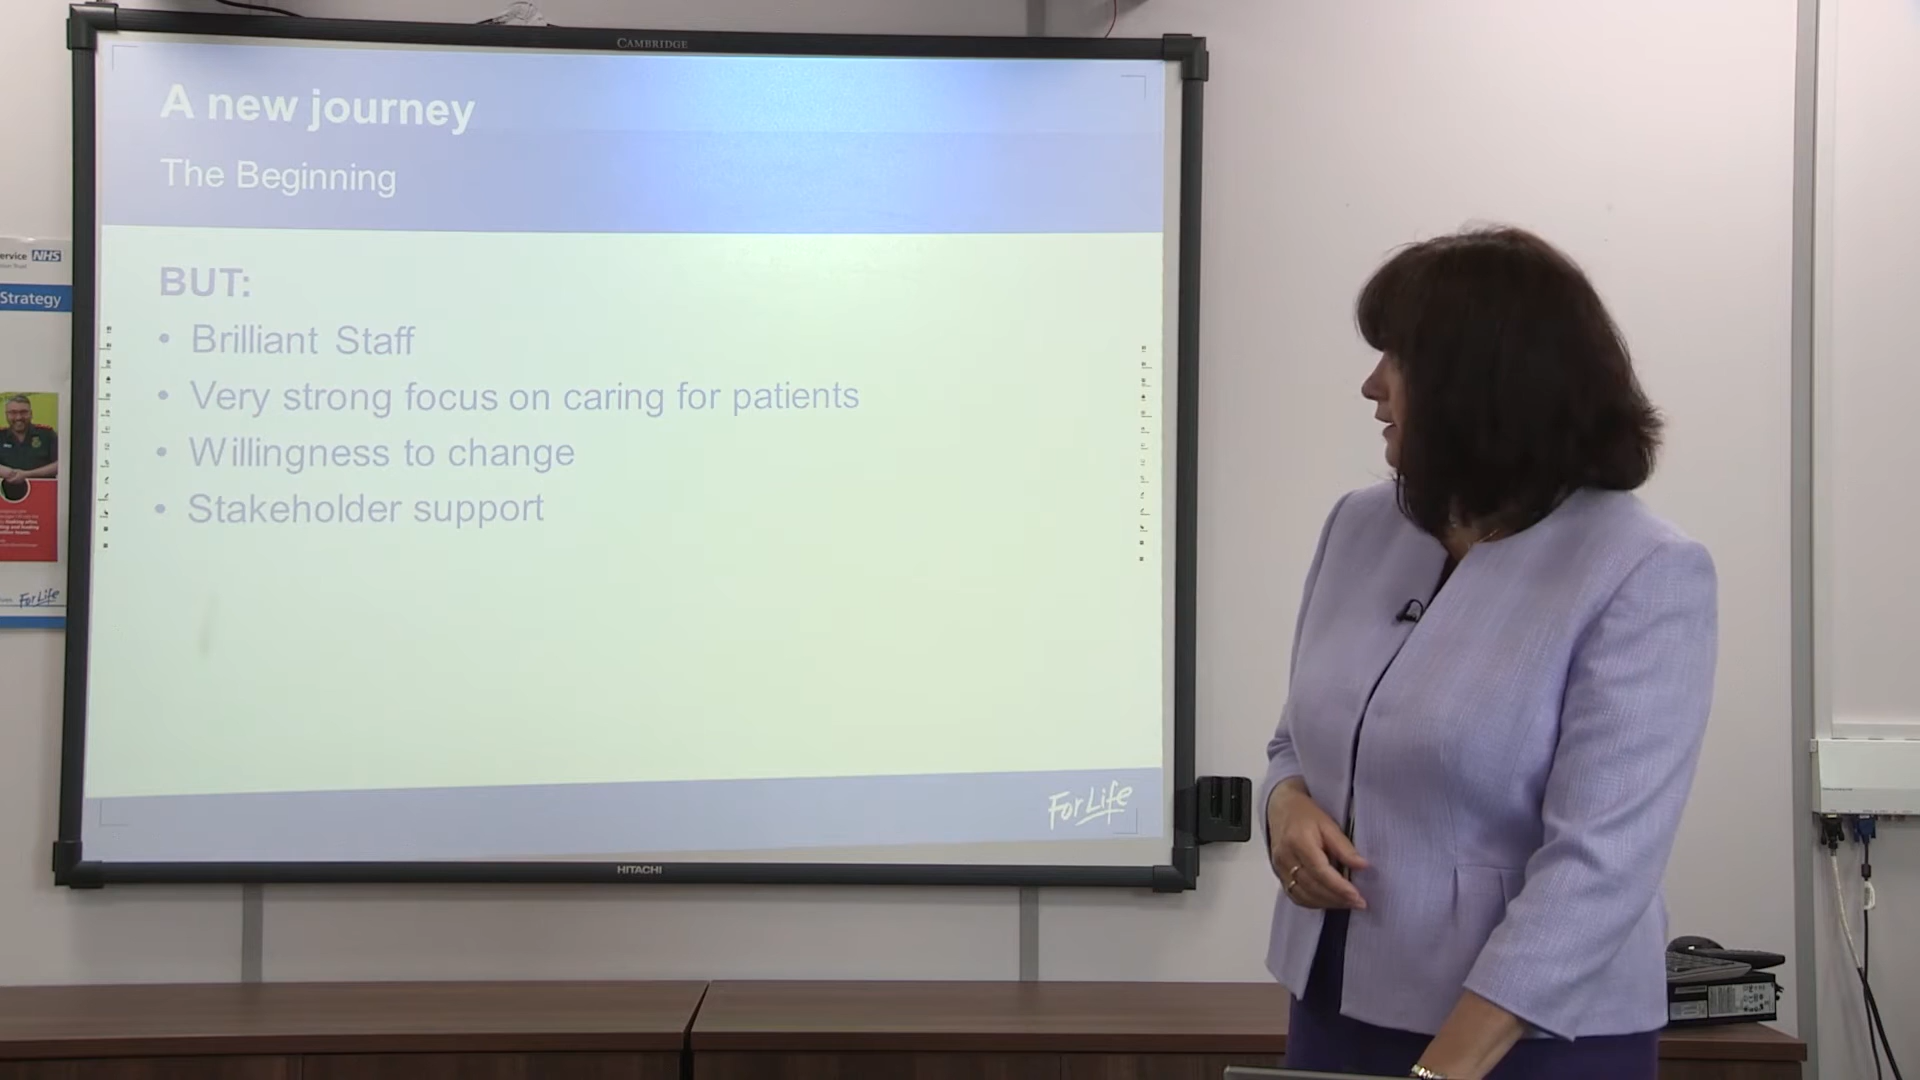 CAMBRIDGE
A new journey
The Beginning
BUT:
• Brilliant Staff
• Very strong focus on caring for patients
• Willingness to change
• Stakeholder support
For Life
HITACHI
ervice NHS
Strategy
For Life